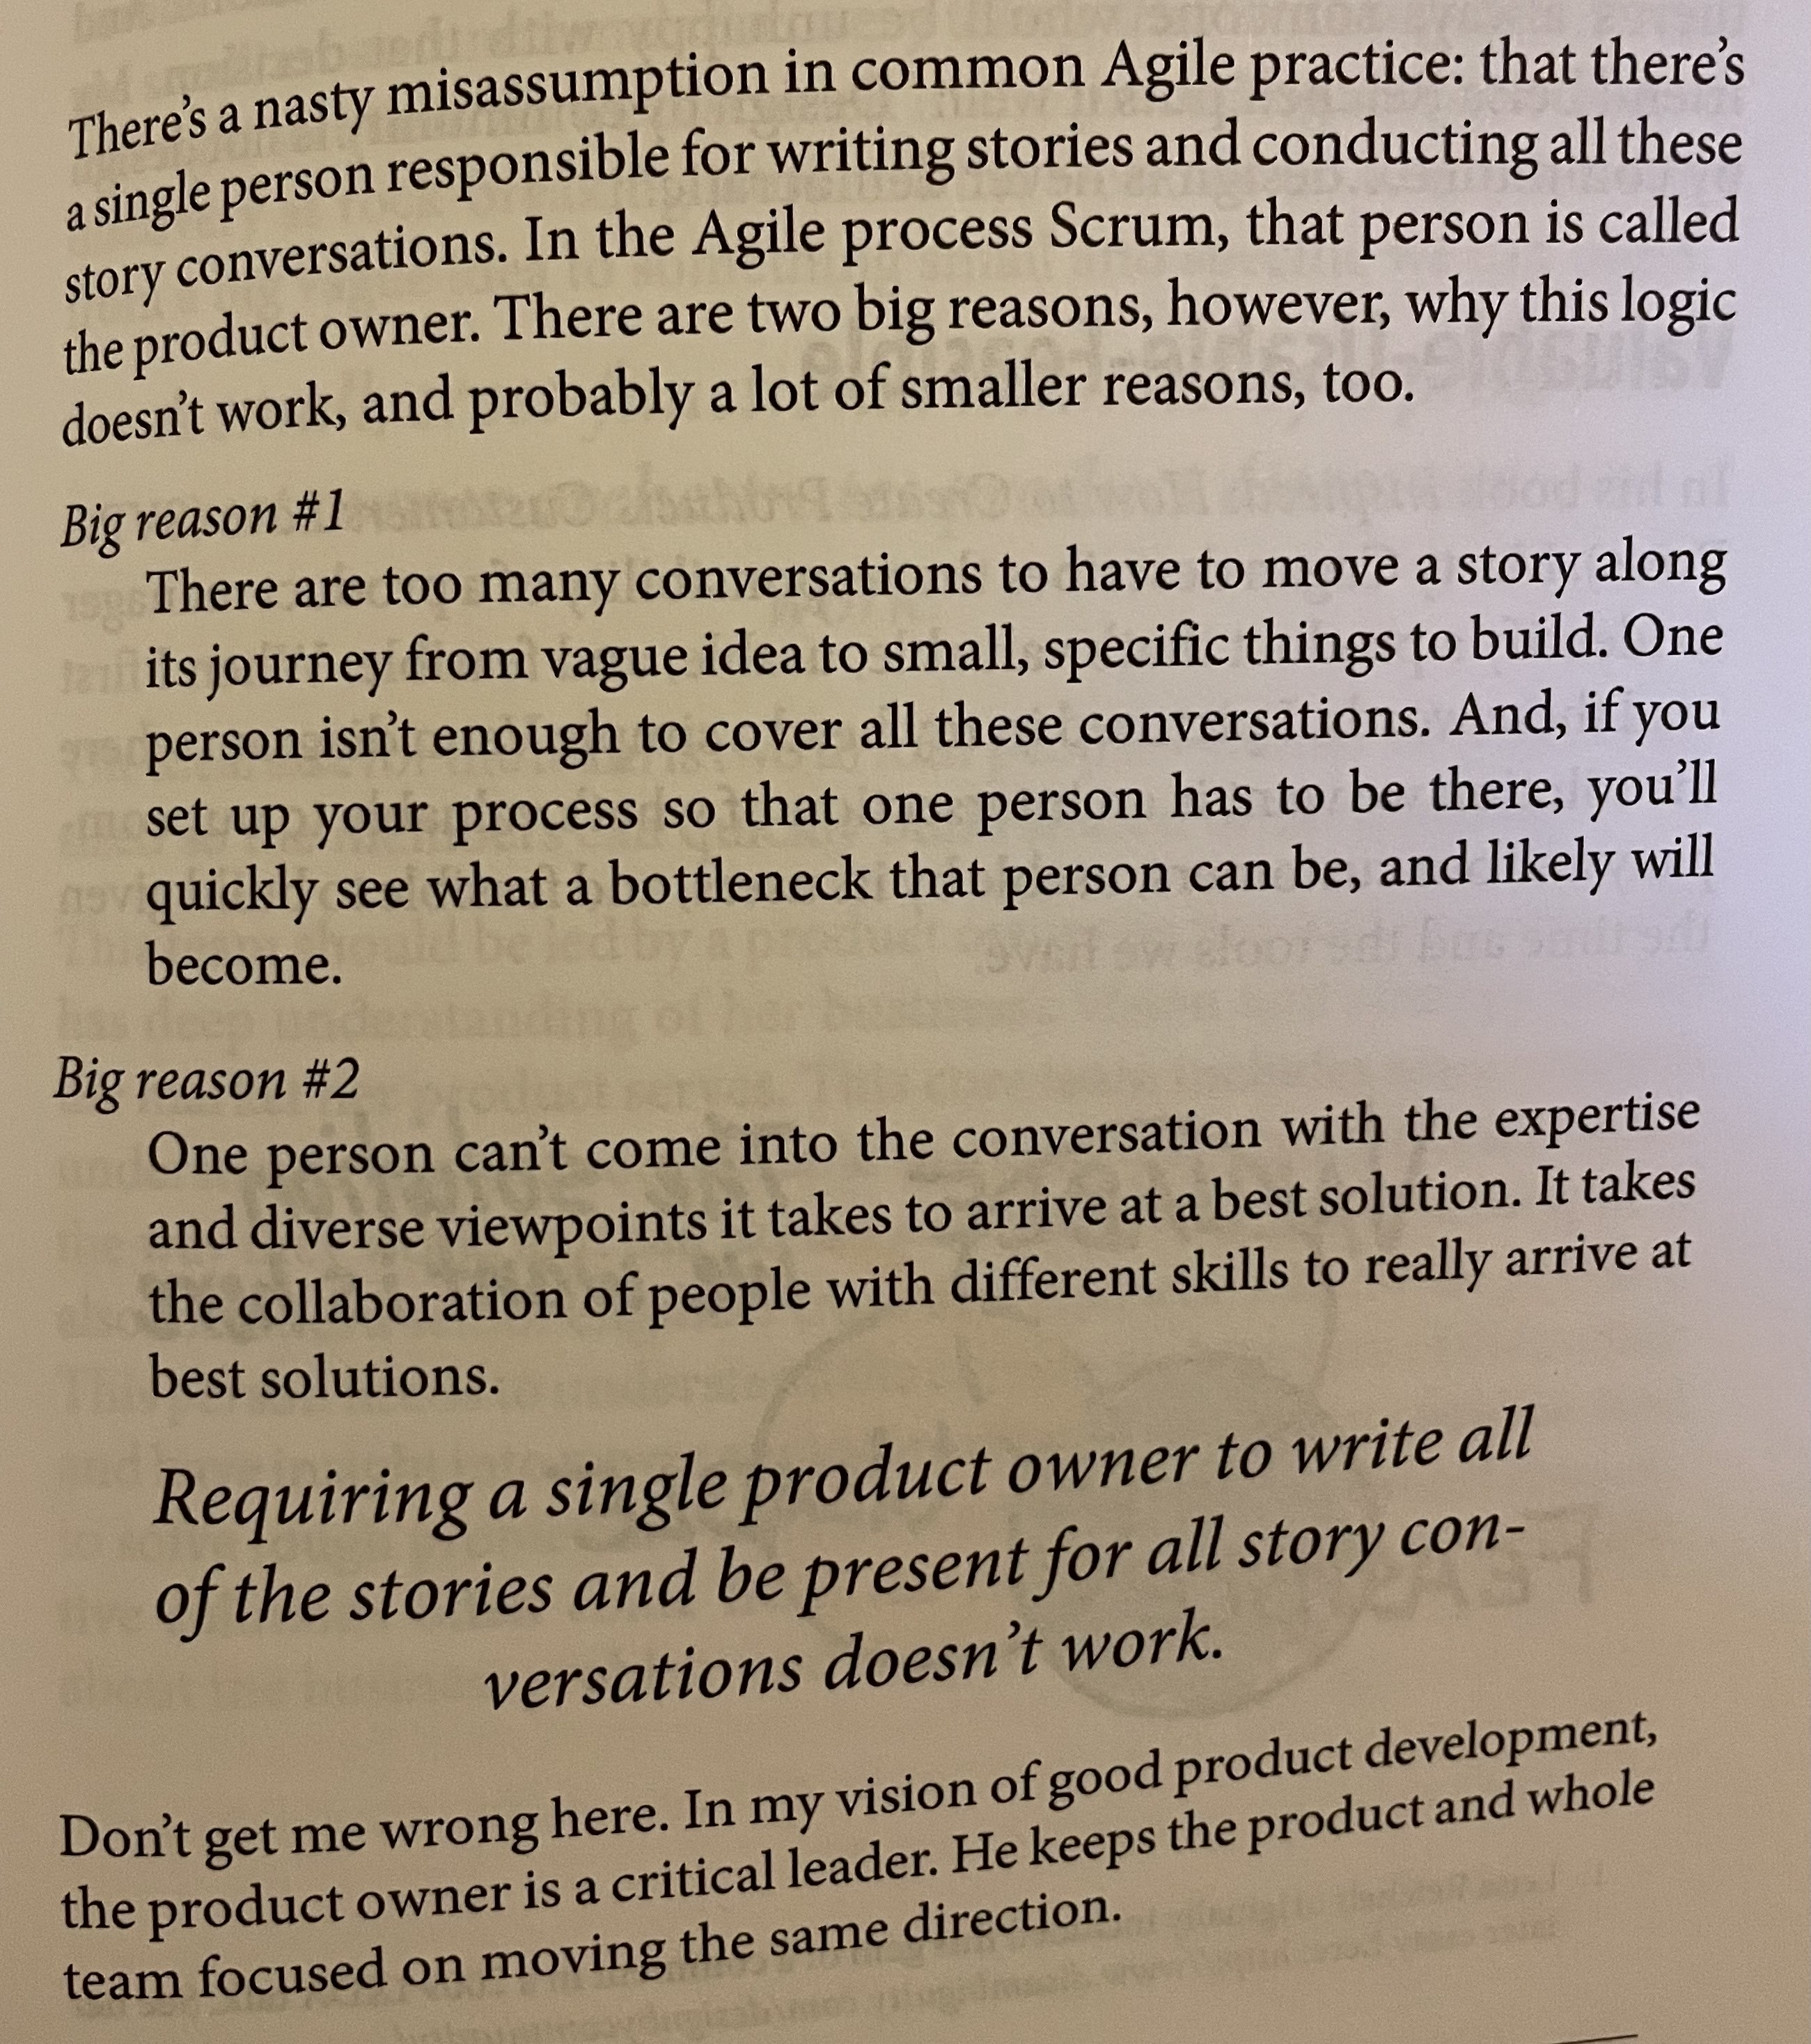 There’s a nasty misassumption in common Agile practice: that there’s
a single person responsible for writing stories and conducting all these
story conversations. In the Agile process Scrum, that person is called
the product owner. There are two big reasons, however, why this logic
doesn’t work, and probably a lot of smaller reasons, too.
Big reason #1
There are too many conversations to have to move a story along
its journey from vague idea to small, specific things to build. One
person isn’t enough to cover all these conversations. And, if you
set up your process so that one person has to be there, you’ll
quickly see what a bottleneck that person can be, and likely will
become.
Big reason #2
One person can’t come into the conversation with the expertise
and diverse viewpoints it takes to arrive at a best solution. It takes
the collaboration of people with different skills to really arrive at
best solutions.
Requiring a single product owner to write all
of the stories and be present for all story con-
versations doesn’t work.
Don’t get me wrong here. In my vision of good product development,
the product owner is a critical leader. He keeps the product and whole
team focused on moving the same direction.